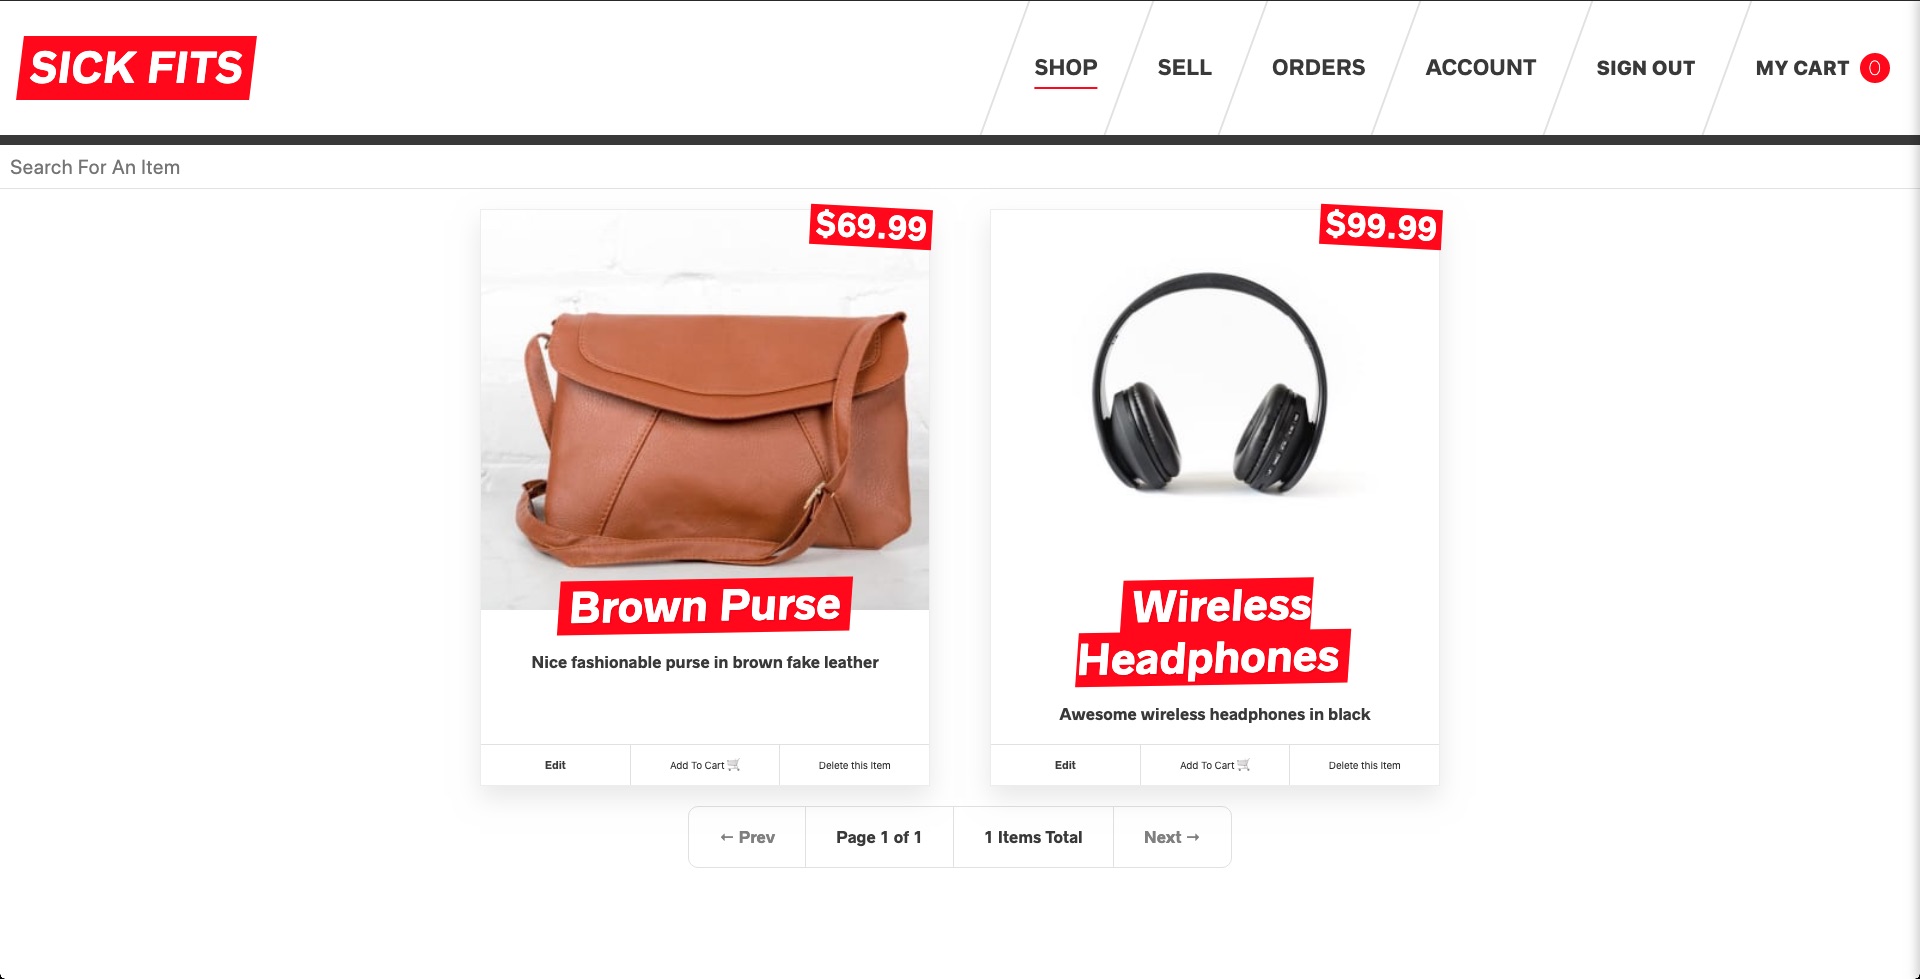 SICK FITS
SHOP SELL ORDERS ACCOUNT SIGN OUT MY CART 0
Search For An Item
$69.99
$99.99
Brown Purse
Nice fashionable purse in brown fake leather
Edit Add To Cart 🛒 Delete this item
Wireless
Headphones
Awesome wireless headphones in black
Edit Add To Cart 🛒 Delete this item
← Prev Page 1 of 1 1 Items Total Next →